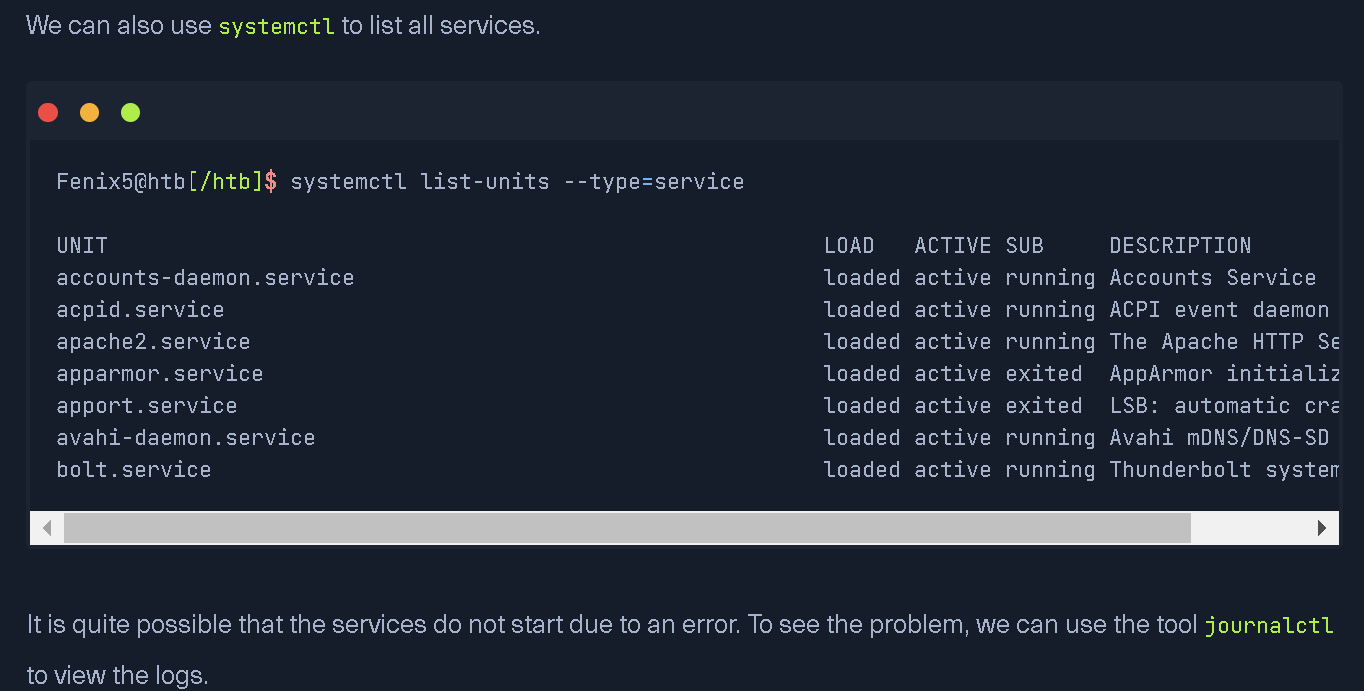 We can also use systemctl to list all services.
Fenix5@htb[/htb]$ systemctl list-units --type=service
UNIT LOAD ACTIVE SUB DESCRIPTION
accounts-daemon.service loaded active running Accounts Service
acpid.service loaded active running ACPI event daemon
apache2.service loaded active running The Apache HTTP Se
apparmor.service loaded active exited AppArmor initializ
apport.service loaded active exited LSB: automatic cra
avahi-daemon.service loaded active running Avahi mDNS/DNS-SD
bolt.service loaded active running Thunderbolt system
It is quite possible that the services do not start due to an error. To see the problem, we can use the tool journalctl
to view the logs.